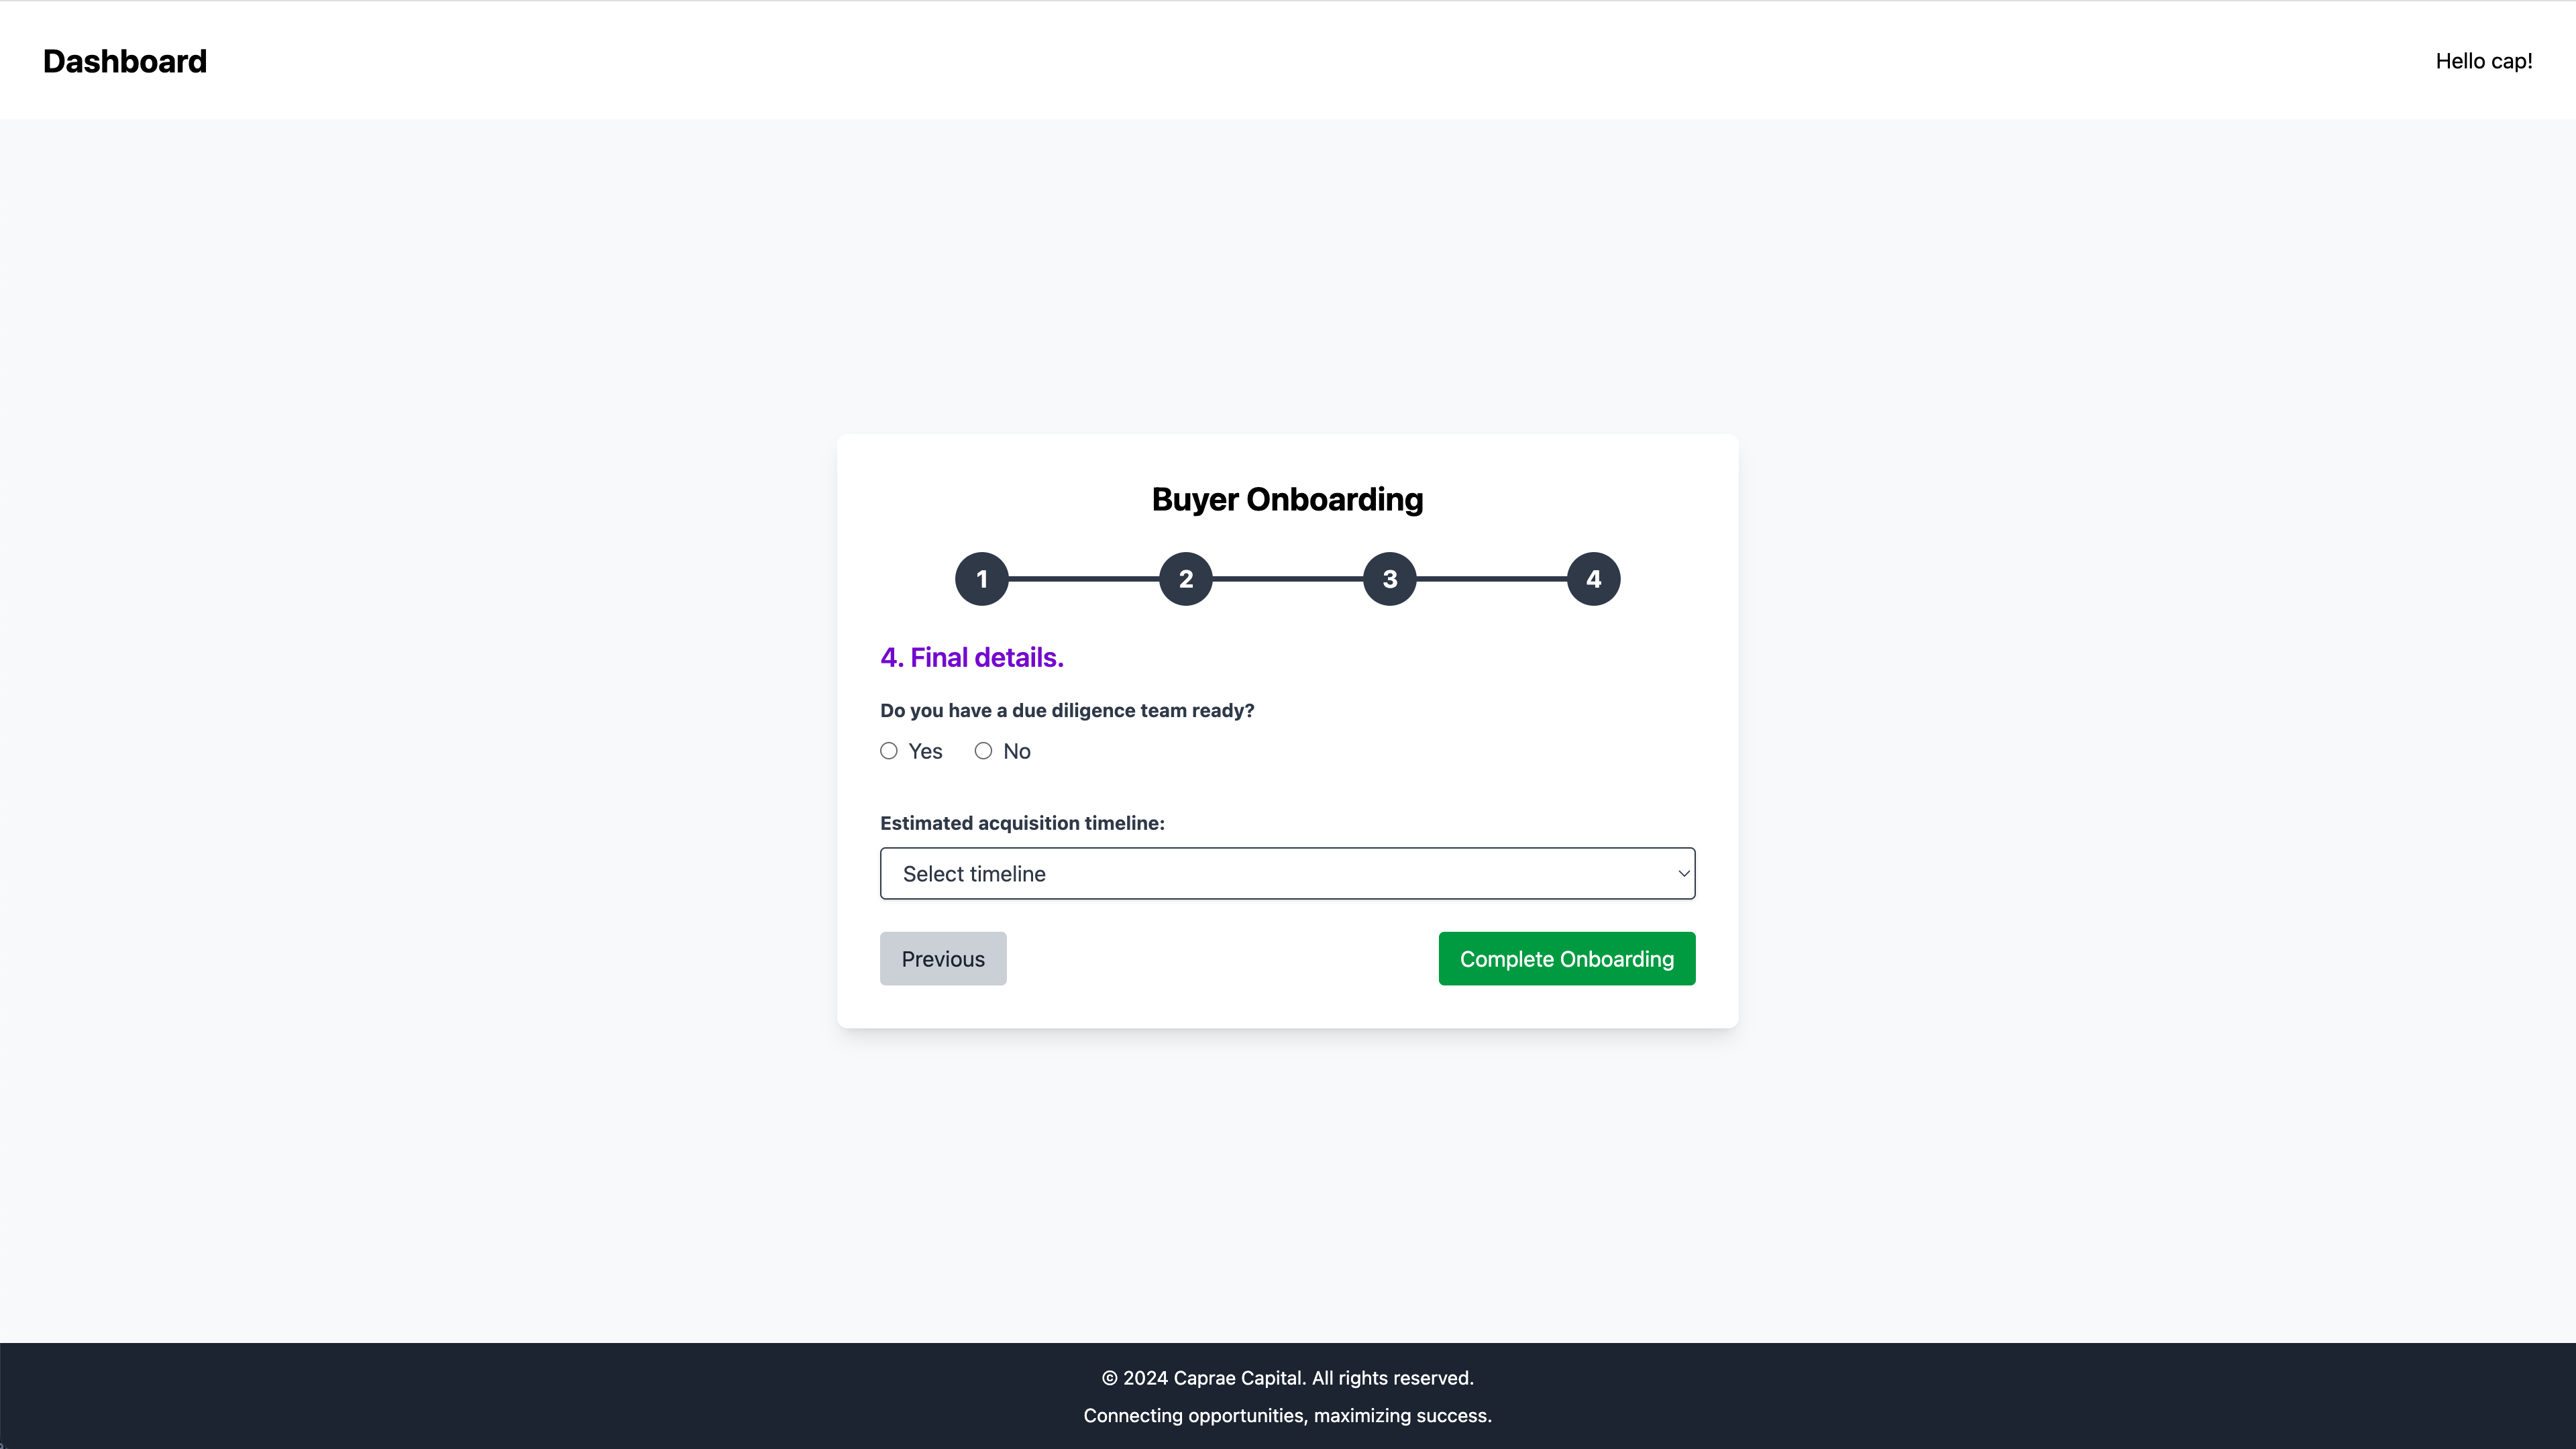 Dashboard
Hello cap!
Buyer Onboarding
1 2 3 4
4. Final details.
Do you have a due diligence team ready?
Yes No
Estimated acquisition timeline:
Select timeline
Previous Complete Onboarding
© 2024 Caprae Capital. All rights reserved.
Connecting opportunities, maximizing success.